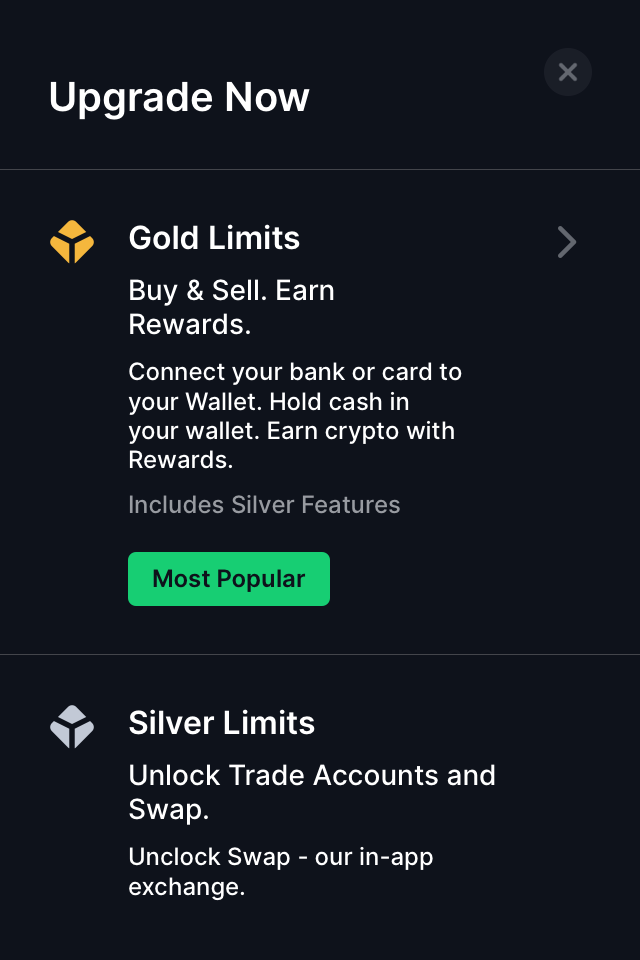 Upgrade Now
Gold Limits
Buy & Sell. Earn
Rewards.
Connect your bank or card to
your Wallet. Hold cash in
your wallet. Earn crypto with
Rewards.
Includes Silver Features
Most Popular
Silver Limits
Unlock Trade Accounts and
Swap.
Unclock Swap - our in-app
exchange.